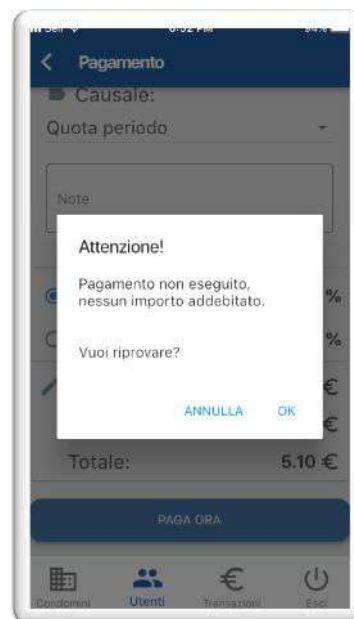 Pagamento
Causale:
Quota periodo
Note
Attenzione!
Pagamento non eseguito,
nessun importo addebitato.
%
Vuoi riprovare?
%
€
ANNULLA OK
€
Totale: 5.10 €
PAGA ORA
Condomini Utenti Transazioni Esci